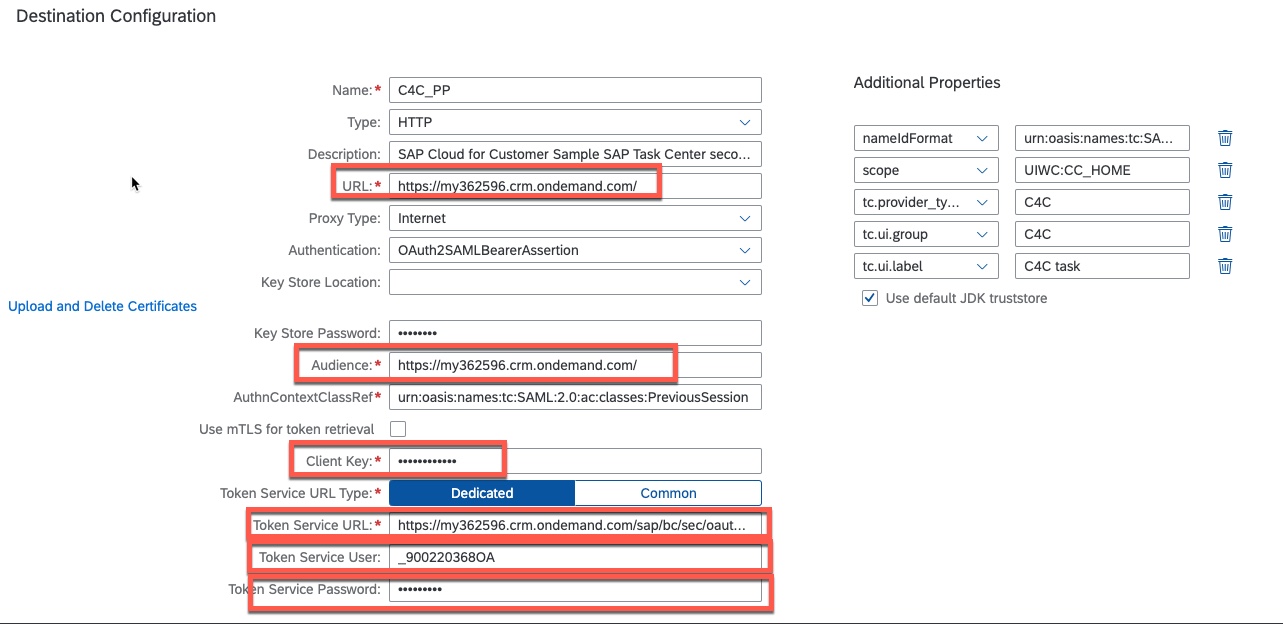 Destination Configuration
Name:* C4C_PP
Type: HTTP
Description: SAP Cloud for Customer Sample SAP Task Center seco...
URL:* https://my362596.crm.ondemand.com/
Proxy Type: Internet
Authentication: OAuth2SAMLBearerAssertion
Key Store Location:
Upload and Delete Certificates
Key Store Password: ••••••••
Audience:* https://my362596.crm.ondemand.com/
AuthnContextClassRef* urn:oasis:names:tc:SAML:2.0:ac:classes:PreviousSession
Use mTLS for token retrieval
Client Key:* ••••••••••••
Token Service URL Type:* Dedicated Common
Token Service URL:* https://my362596.crm.ondemand.com/sap/bc/sec/oaut...
Token Service User: _900220368OA
Token Service Password: •••••••••
Additional Properties
nameIdFormat urn:oasis:names:tc:SA...
scope UIWC:CC_HOME
tc.provider_ty... C4C
tc.ui.group C4C
tc.ui.label C4C task
Use default JDK truststore